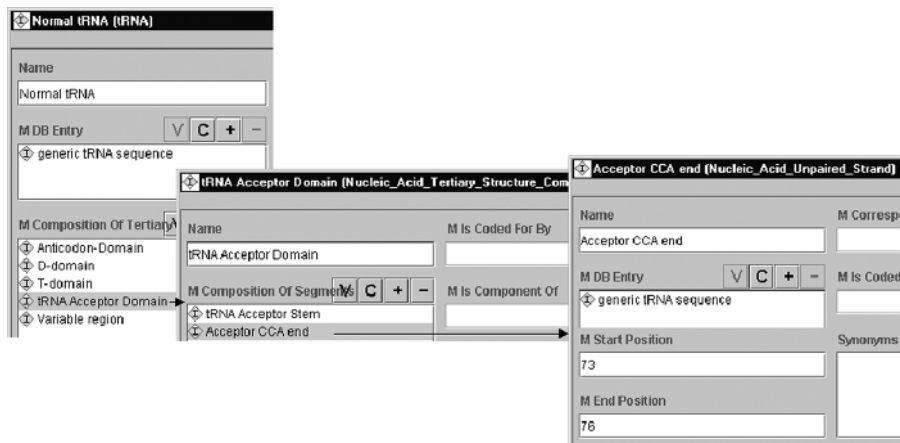 Normal tRNA (tRNA)
Name
Normal tRNA
M DB Entry V C + −
generic tRNA sequence
M Composition Of Tertiary
Anticodon-Domain
D-domain
T-domain
tRNA Acceptor Domain
Variable region
tRNA Acceptor Domain (Nucleic_Acid_Tertiary_Structure_Com
Name
tRNA Acceptor Domain
M Composition Of Segments V C + −
tRNA Acceptor Stem
Acceptor CCA end
M Is Coded For By
M Is Component Of
Acceptor CCA end (Nucleic_Acid_Unpaired_Strand)
Name
Acceptor CCA end
M DB Entry V C + −
generic tRNA sequence
M Start Position
73
M End Position
76
M Correspo
M Is Coded
Synonyms